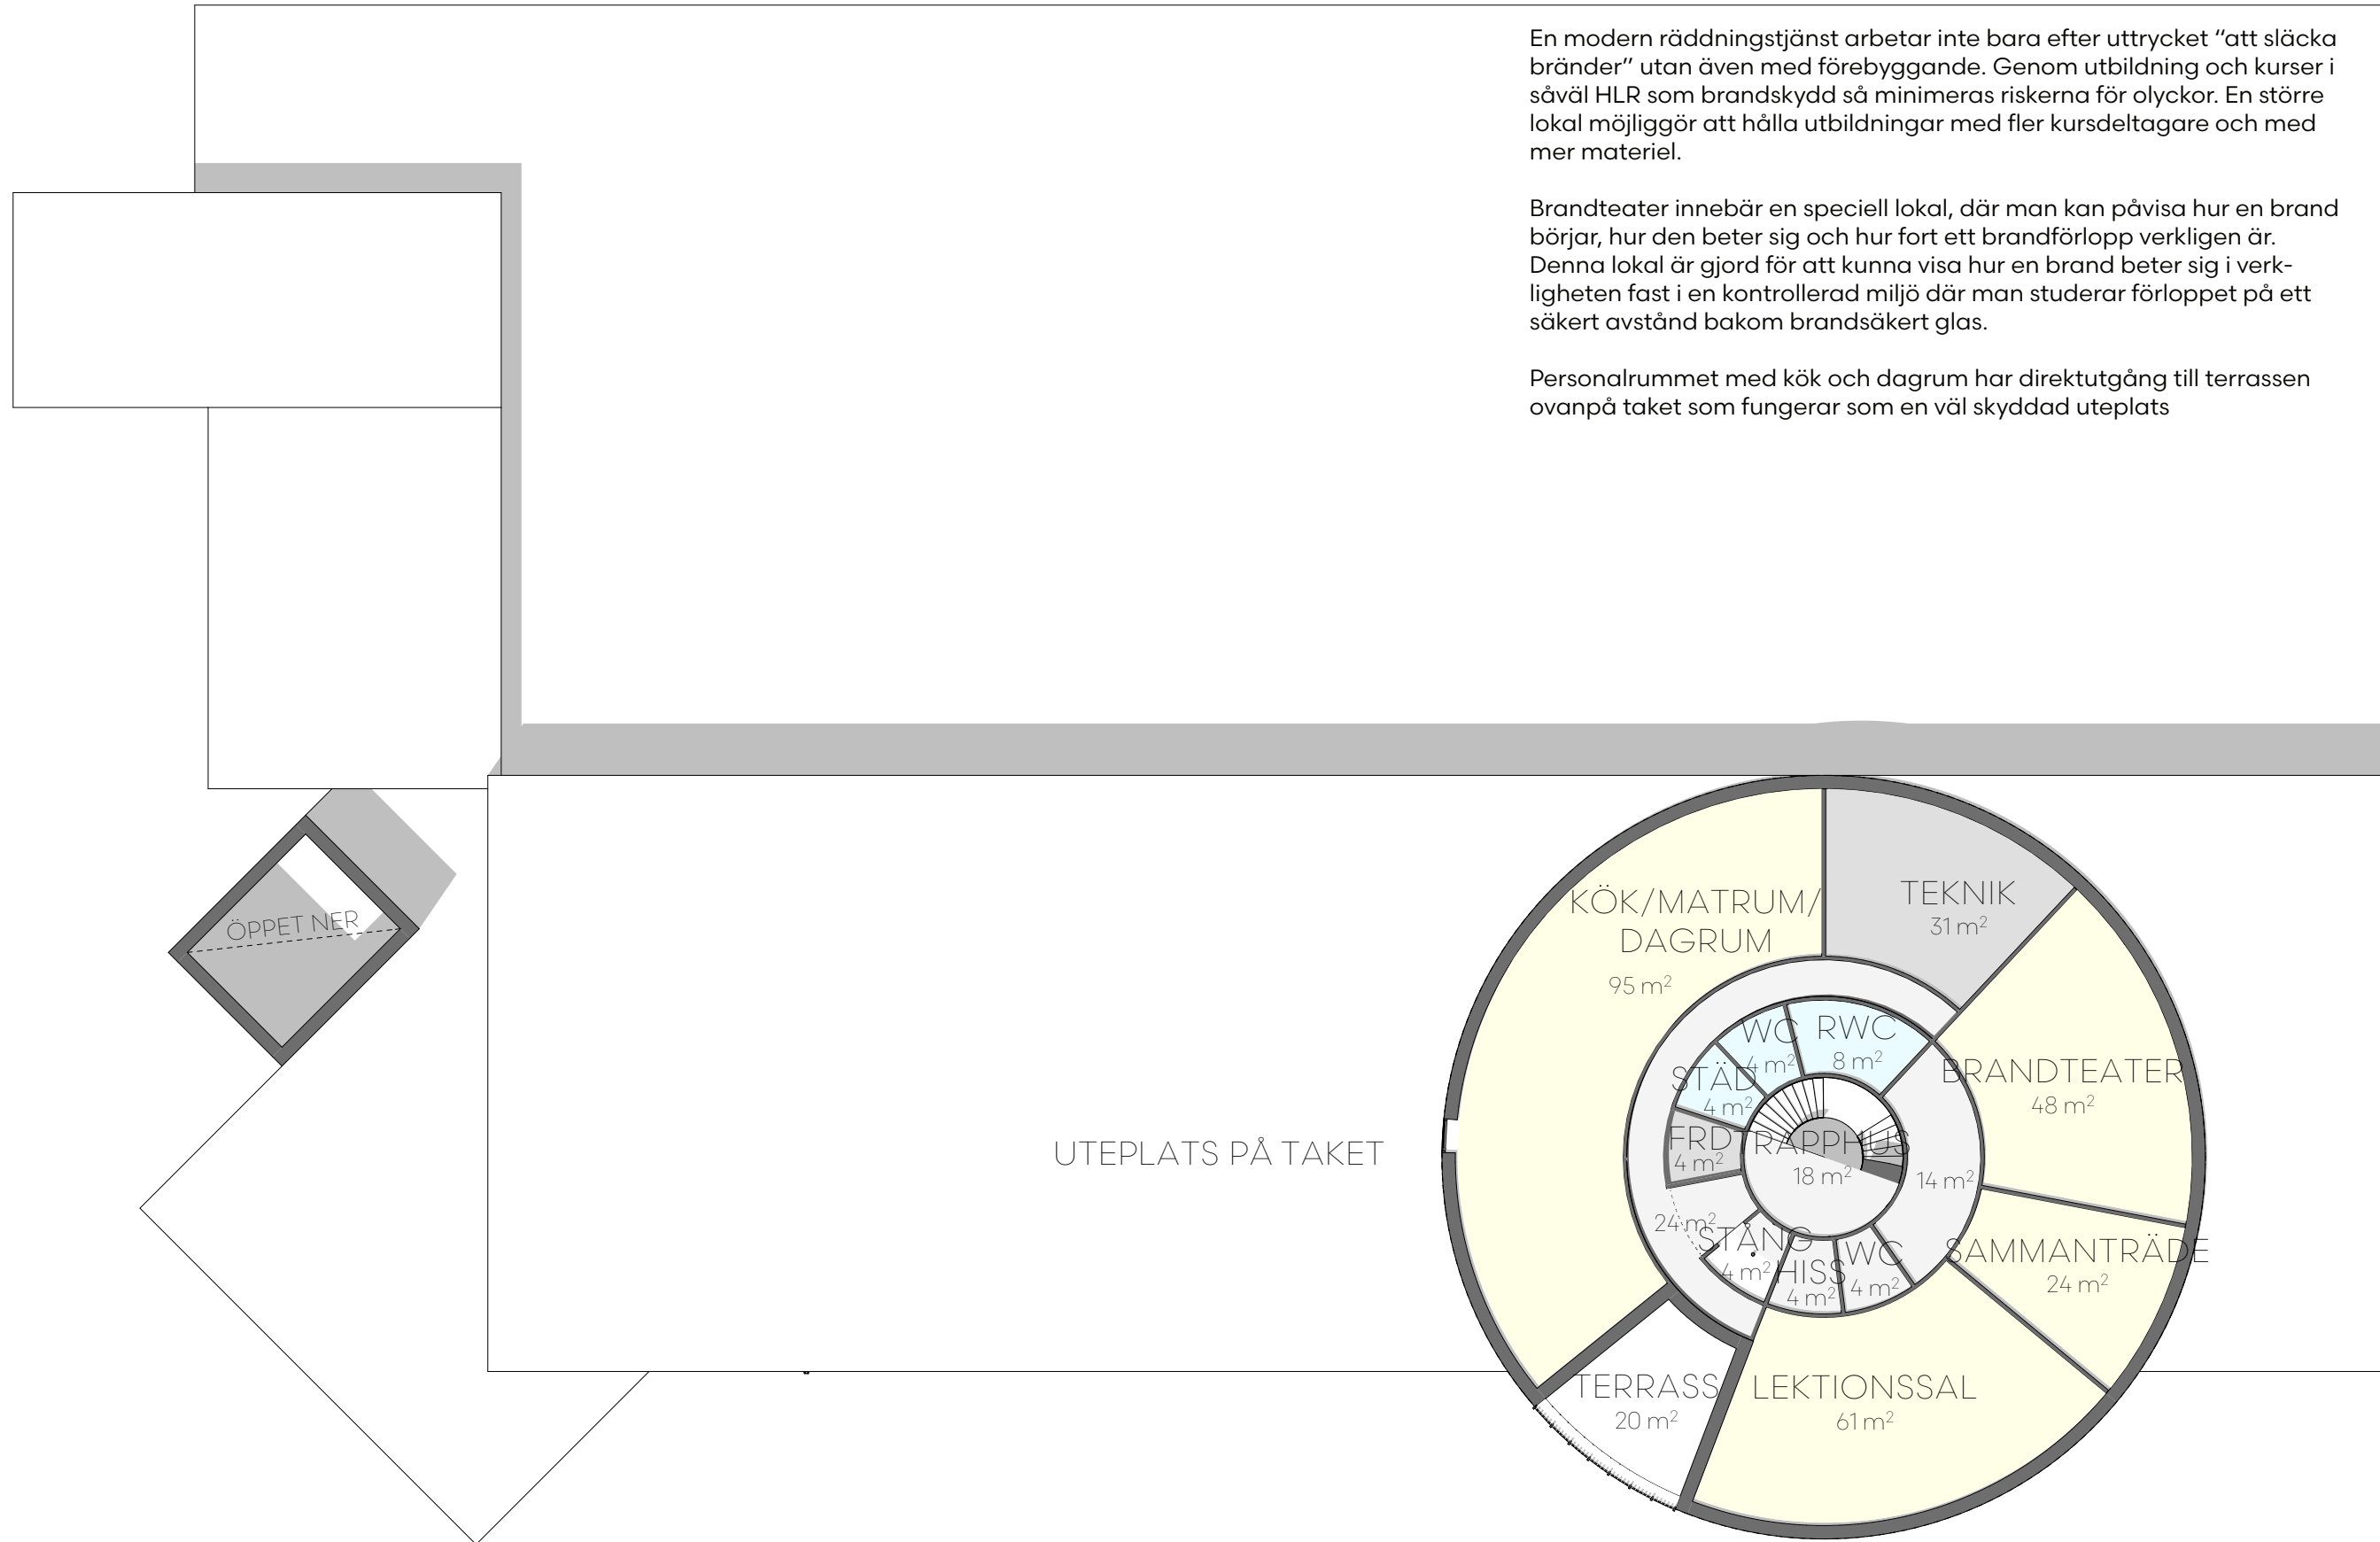 En modern räddningstjänst arbetar inte bara efter uttrycket “att släcka
bränder” utan även med förebyggande. Genom utbildning och kurser i
såväl HLR som brandskydd så minimeras riskerna för olyckor. En större
lokal möjliggör att hålla utbildningar med fler kursdeltagare och med
mer materiel.
Brandteater innebär en speciell lokal, där man kan påvisa hur en brand
börjar, hur den beter sig och hur fort ett brandförlopp verkligen är.
Denna lokal är gjord för att kunna visa hur en brand beter sig i verk-
ligheten fast i en kontrollerad miljö där man studerar förloppet på ett
säkert avstånd bakom brandsäkert glas.
Personalrummet med kök och dagrum har direktutgång till terrassen
ovanpå taket som fungerar som en väl skyddad uteplats
ÖPPET NER
UTEPLATS PÅ TAKET
KÖK/MATRUM/
DAGRUM
95 m²
TEKNIK
31 m²
WC
4 m²
RWC
8 m²
STÄD
4 m²
BRANDTEATER
48 m²
FRD
4 m²
TRAPPHUS
18 m²
14 m²
24 m²
STÅNG
4 m²
HISS
4 m²
WC
4 m²
SAMMANTRÄDE
24 m²
TERRASS
20 m²
LEKTIONSSAL
61 m²